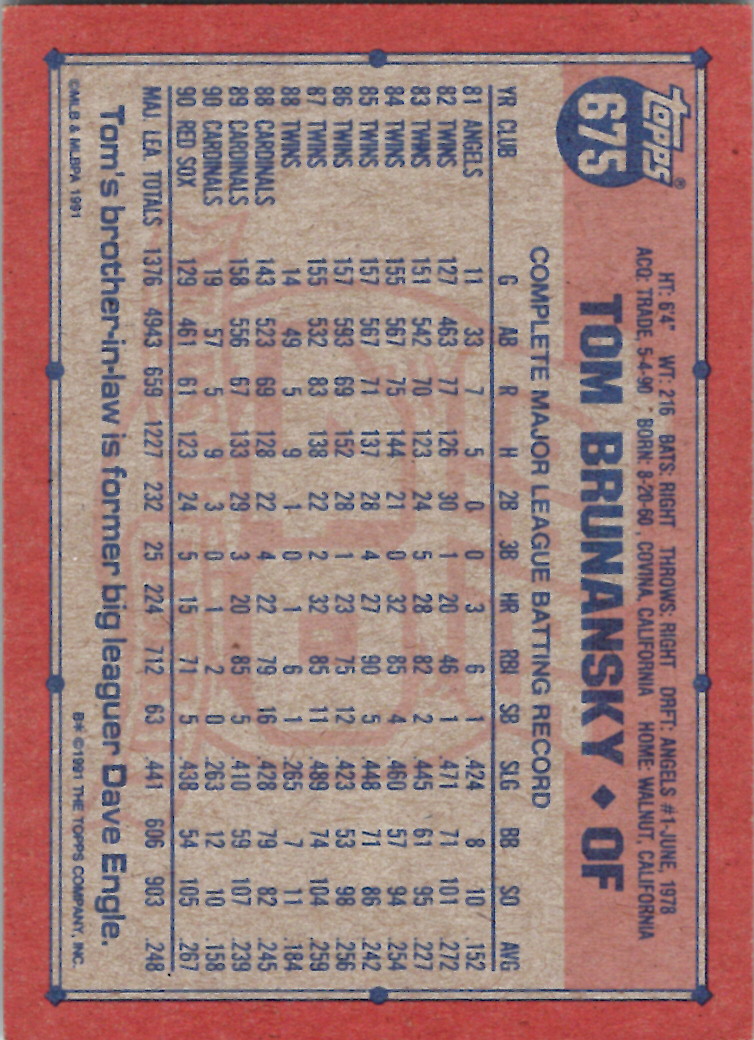 Topps®
675
HT: 6'4" WT: 216 BATS: RIGHT THROWS: RIGHT DRFT: ANGELS #1-JUNE, 1978
ACQ: TRADE, 5-4-90 BORN: 8-20-60, COVINA, CALIFORNIA HOME: WALNUT, CALIFORNIA
TOM BRUNANSKY ♦ OF
COMPLETE MAJOR LEAGUE BATTING RECORD
YR CLUB G AB R H 2B 3B HR RBI SB SLG BB SO AVG
81 ANGELS 11 33 7 5 0 0 3 6 1 .424 8 10 .152
82 TWINS 127 463 77 126 30 1 20 46 1 .471 71 101 .272
83 TWINS 151 542 70 123 24 5 28 82 2 .445 61 95 .227
84 TWINS 155 567 75 144 21 0 32 85 4 .460 57 94 .254
85 TWINS 157 567 71 137 28 4 27 90 5 .448 71 86 .242
86 TWINS 157 593 69 152 28 1 23 75 12 .423 53 98 .256
87 TWINS 155 532 83 138 22 2 32 85 11 .489 74 104 .259
88 TWINS 14 49 5 9 1 0 1 6 1 .265 7 11 .184
88 CARDINALS 143 523 69 128 22 4 22 79 16 .428 79 82 .245
89 CARDINALS 158 556 67 133 29 3 20 85 5 .410 59 107 .239
90 CARDINALS 19 57 5 9 3 0 1 2 0 .263 12 10 .158
90 RED SOX 129 461 61 123 24 5 15 71 5 .438 54 105 .267
MAJ. LEA. TOTALS 1376 4943 659 1227 232 25 224 712 63 .441 606 903 .248
Tom's brother-in-law is former big leaguer Dave Engle.
©MLB & MLBPA 1991 B* ©1991 THE TOPPS COMPANY, INC.